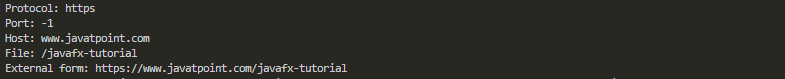 Protocol: https
Port: -1
Host: www.javatpoint.com
File: /javafx-tutorial
External form: https://www.javatpoint.com/javafx-tutorial